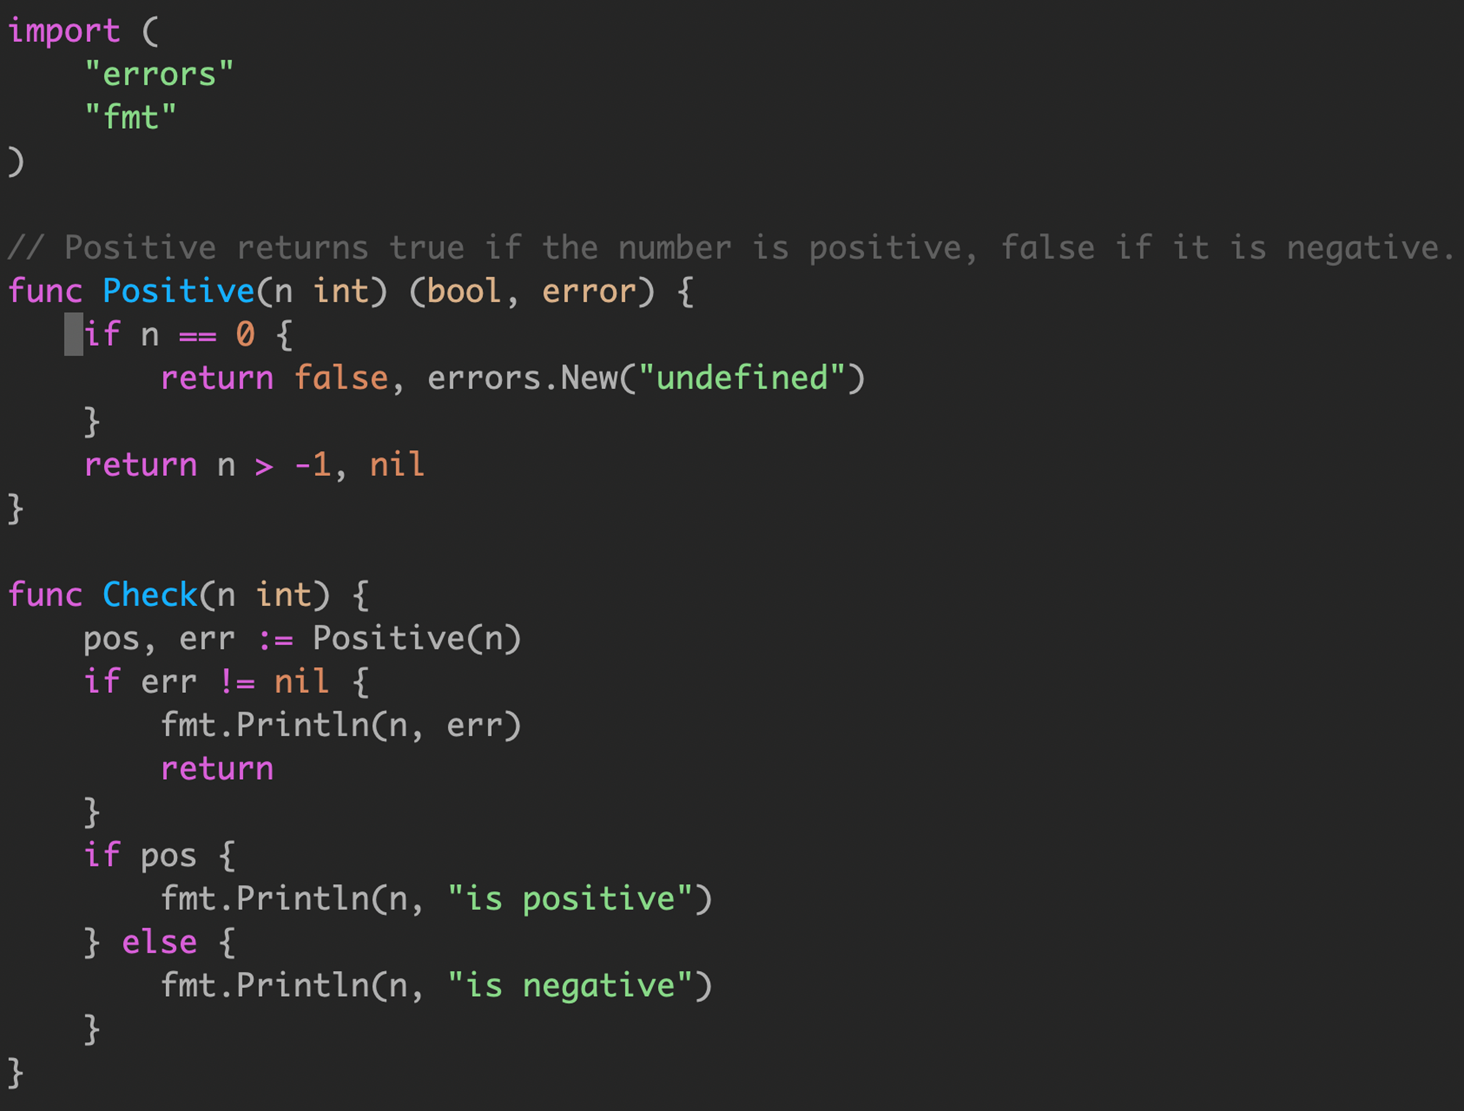 import (
    "errors"
    "fmt"
)

// Positive returns true if the number is positive, false if it is negative.
func Positive(n int) (bool, error) {
    if n == 0 {
        return false, errors.New("undefined")
    }
    return n > -1, nil
}

func Check(n int) {
    pos, err := Positive(n)
    if err != nil {
        fmt.Println(n, err)
        return
    }
    if pos {
        fmt.Println(n, "is positive")
    } else {
        fmt.Println(n, "is negative")
    }
}